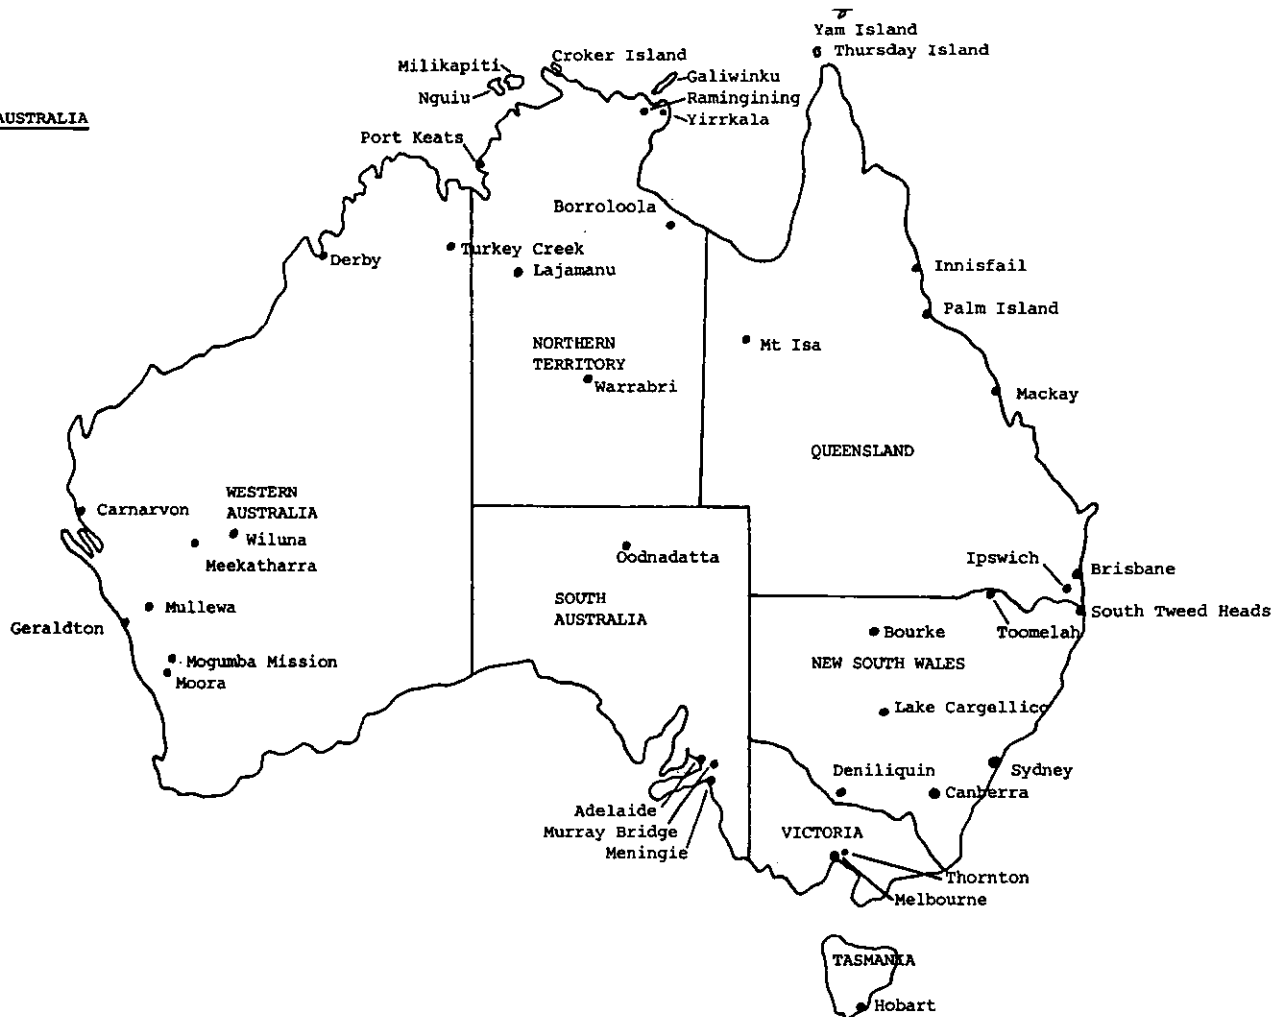 Yam Island
Thursday Island
Croker Island
Milikapiti
Nguiu
Galiwinku
Ramingining
Yirrkala
AUSTRALIA
Port Keats
Borroloola
Turkey Creek
Derby
Lajamanu
Innisfail
Palm Island
NORTHERN
TERRITORY
Mt Isa
Warrabri
Mackay
QUEENSLAND
WESTERN
AUSTRALIA
Carnarvon
Wiluna
Meekatharra
Oodnadatta
Ipswich
Brisbane
SOUTH
AUSTRALIA
Mullewa
Geraldton
South Tweed Heads
Bourke
Toomelah
Mogumba Mission
Moora
NEW SOUTH WALES
Lake Cargellico
Deniliquin
Sydney
Canberra
Adelaide
Murray Bridge
Meningie
VICTORIA
Thornton
Melbourne
TASMANIA
Hobart